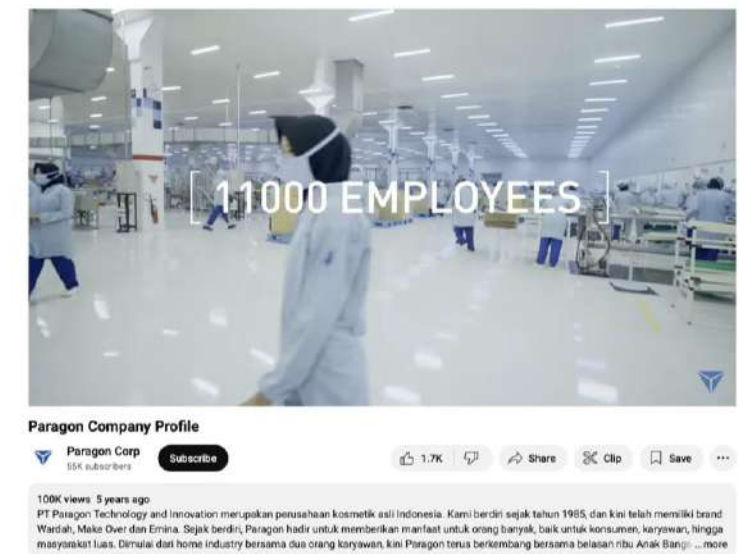 [ 11000 EMPLOYEES ]
Paragon Company Profile
Paragon Corp
55K subscribers
Subscribe
1.7K
Share
Clip
Save
...
100K views 5 years ago
PT Paragon Technology and Innovation merupakan perusahaan kosmetik asli Indonesia. Kami berdiri sejak tahun 1985, dan kini telah memiliki brand
Wardah, Make Over dan Emina. Sejak berdiri, Paragon hadir untuk memberikan manfaat untuk orang banyak, baik untuk konsumen, karyawan, hingga
masyarakat luas. Dimulai dari home industry bersama dua orang karyawan, kini Paragon terus berkembang bersama belasan ribu Anak Bangs ...more